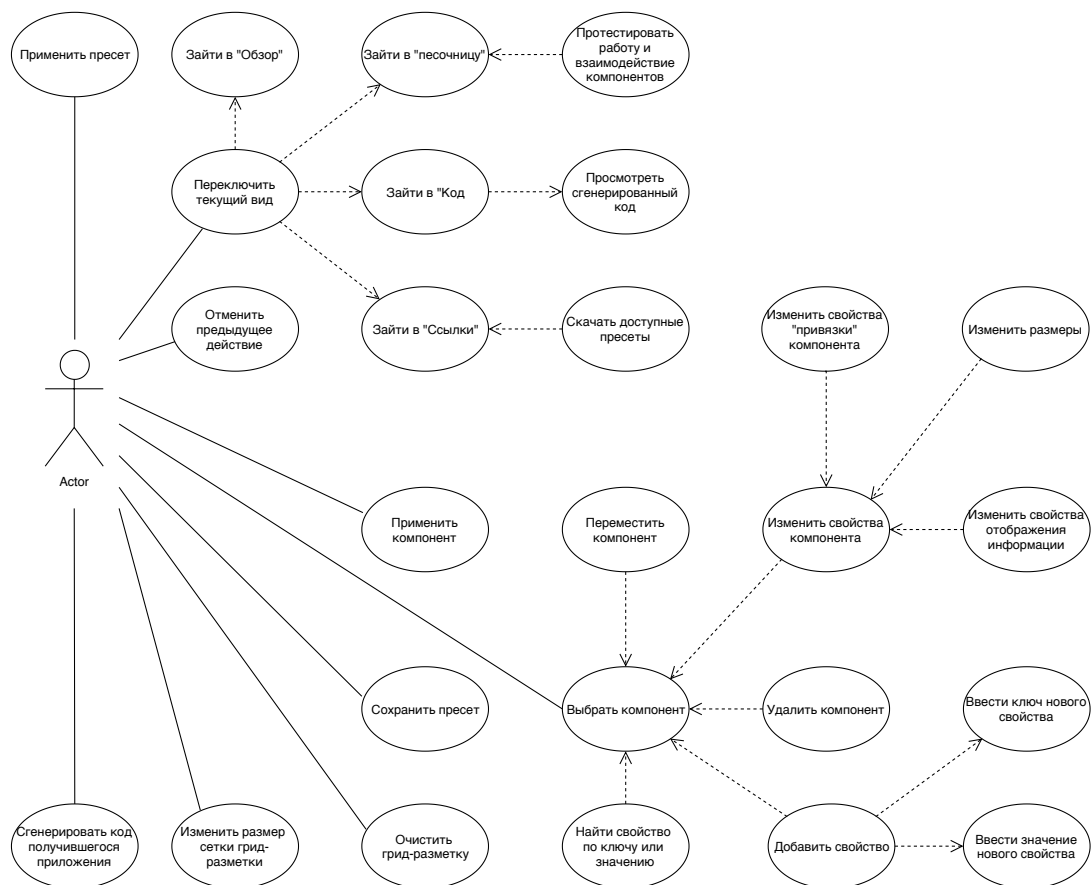 Применить пресет
Зайти в "Обзор"
Зайти в "песочницу"
Протестировать
работу и
взаимодействие
компонентов
Переключить
текущий вид
Зайти в "Код
Просмотреть
сгенерированный
код
Отменить
предыдущее
действие
Зайти в "Ссылки"
Скачать доступные
пресеты
Изменить свойства
"привязки"
компонента
Изменить размеры
Actor
Применить
компонент
Переместить
компонент
Изменить свойства
компонента
Изменить свойства
отображения
информации
Сохранить пресет
Выбрать компонент
Удалить компонент
Ввести ключ нового
свойства
Сгенерировать код
получившегося
приложения
Изменить размер
сетки грид-
разметки
Очистить
грид-разметку
Найти свойство
по ключу или
значению
Добавить свойство
Ввести значение
нового свойства